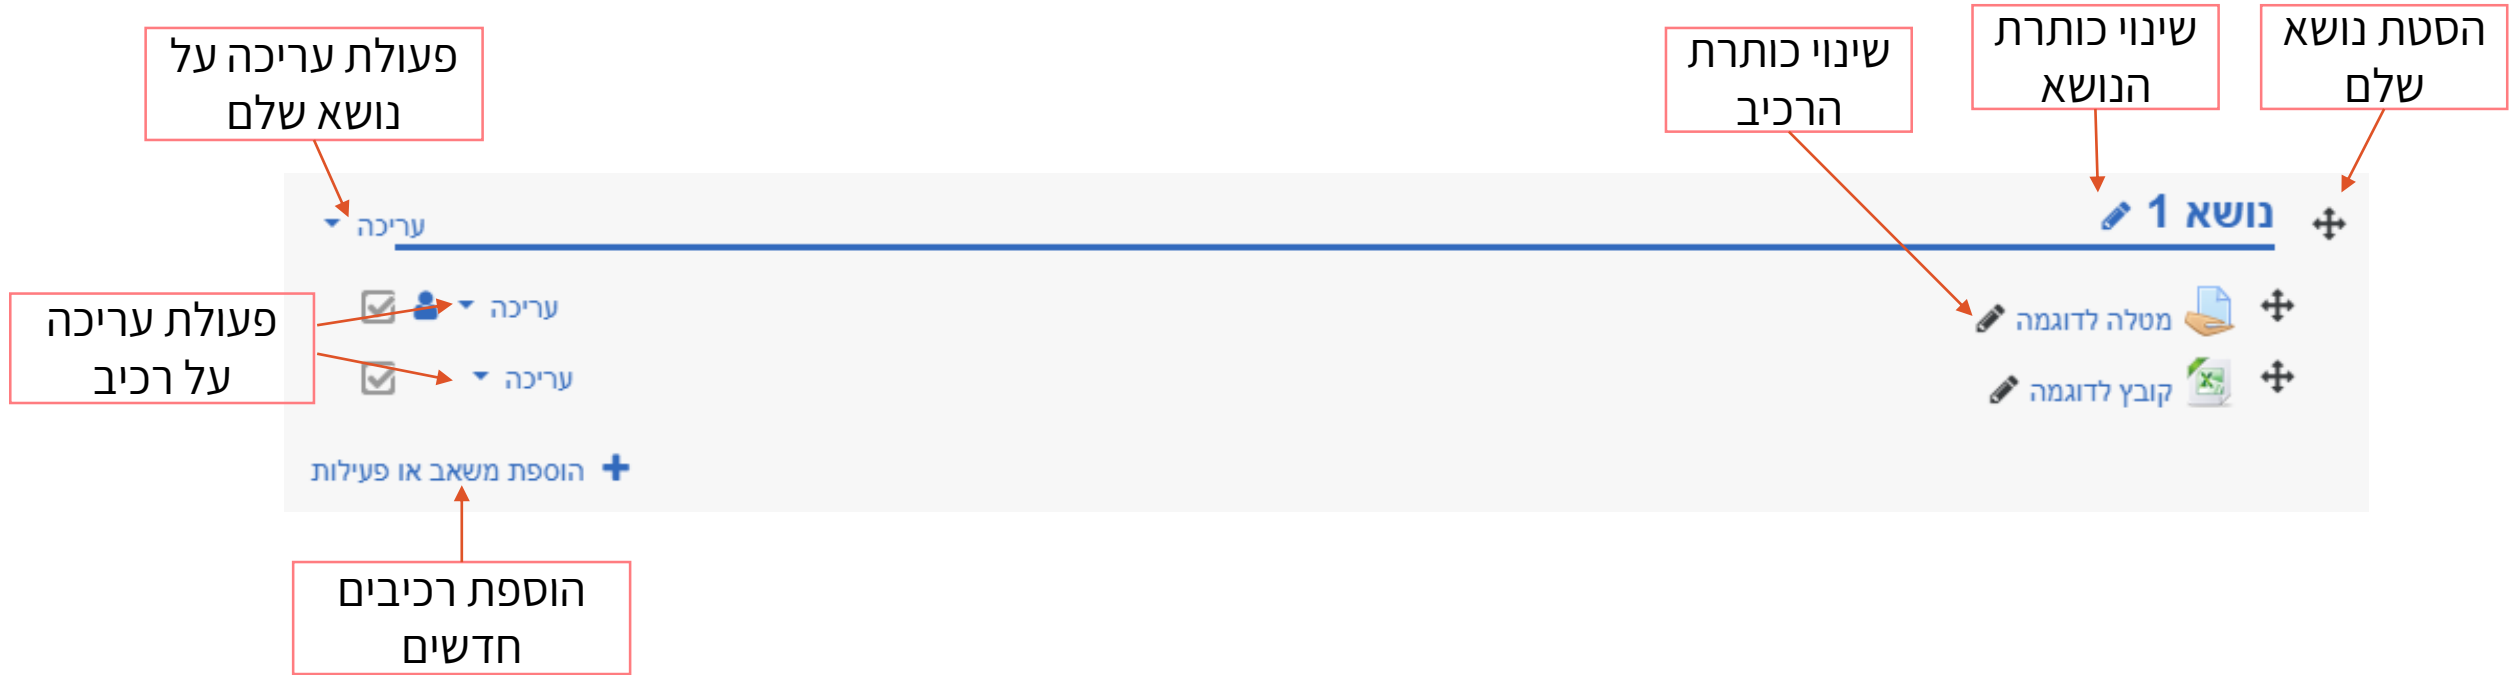 הסטת נושא
שלם
שינוי כותרת
הנושא
שינוי כותרת
הרכיב
פעולת עריכה על
נושא שלם
נושא 1
עריכה
מטלה לדוגמה
עריכה
קובץ לדוגמה
עריכה
פעולת עריכה
על רכיב
הוספת משאב או פעילות
הוספת רכיבים
חדשים